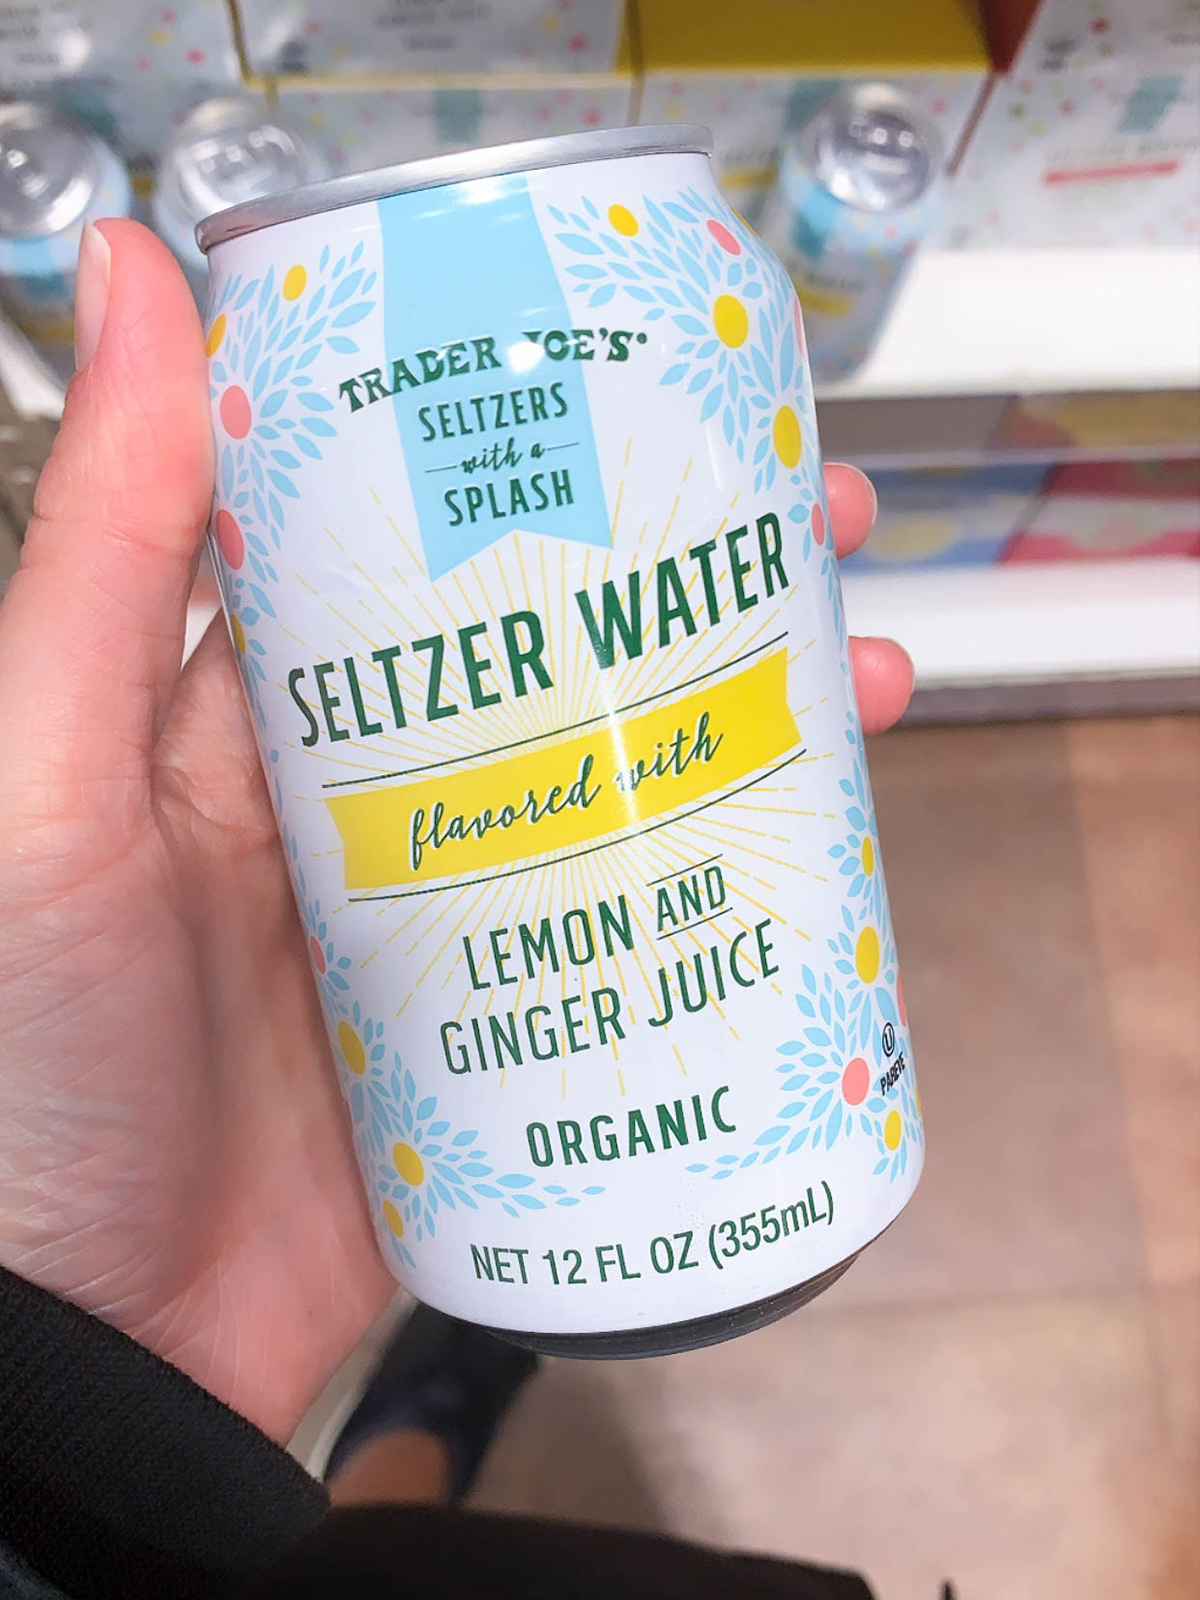 TRADER JOE'S
SELTZERS
with a
SPLASH
SELTZER WATER
flavored with
LEMON AND
GINGER JUICE
ORGANIC
U
PAREVE
NET 12 FL OZ (355mL)